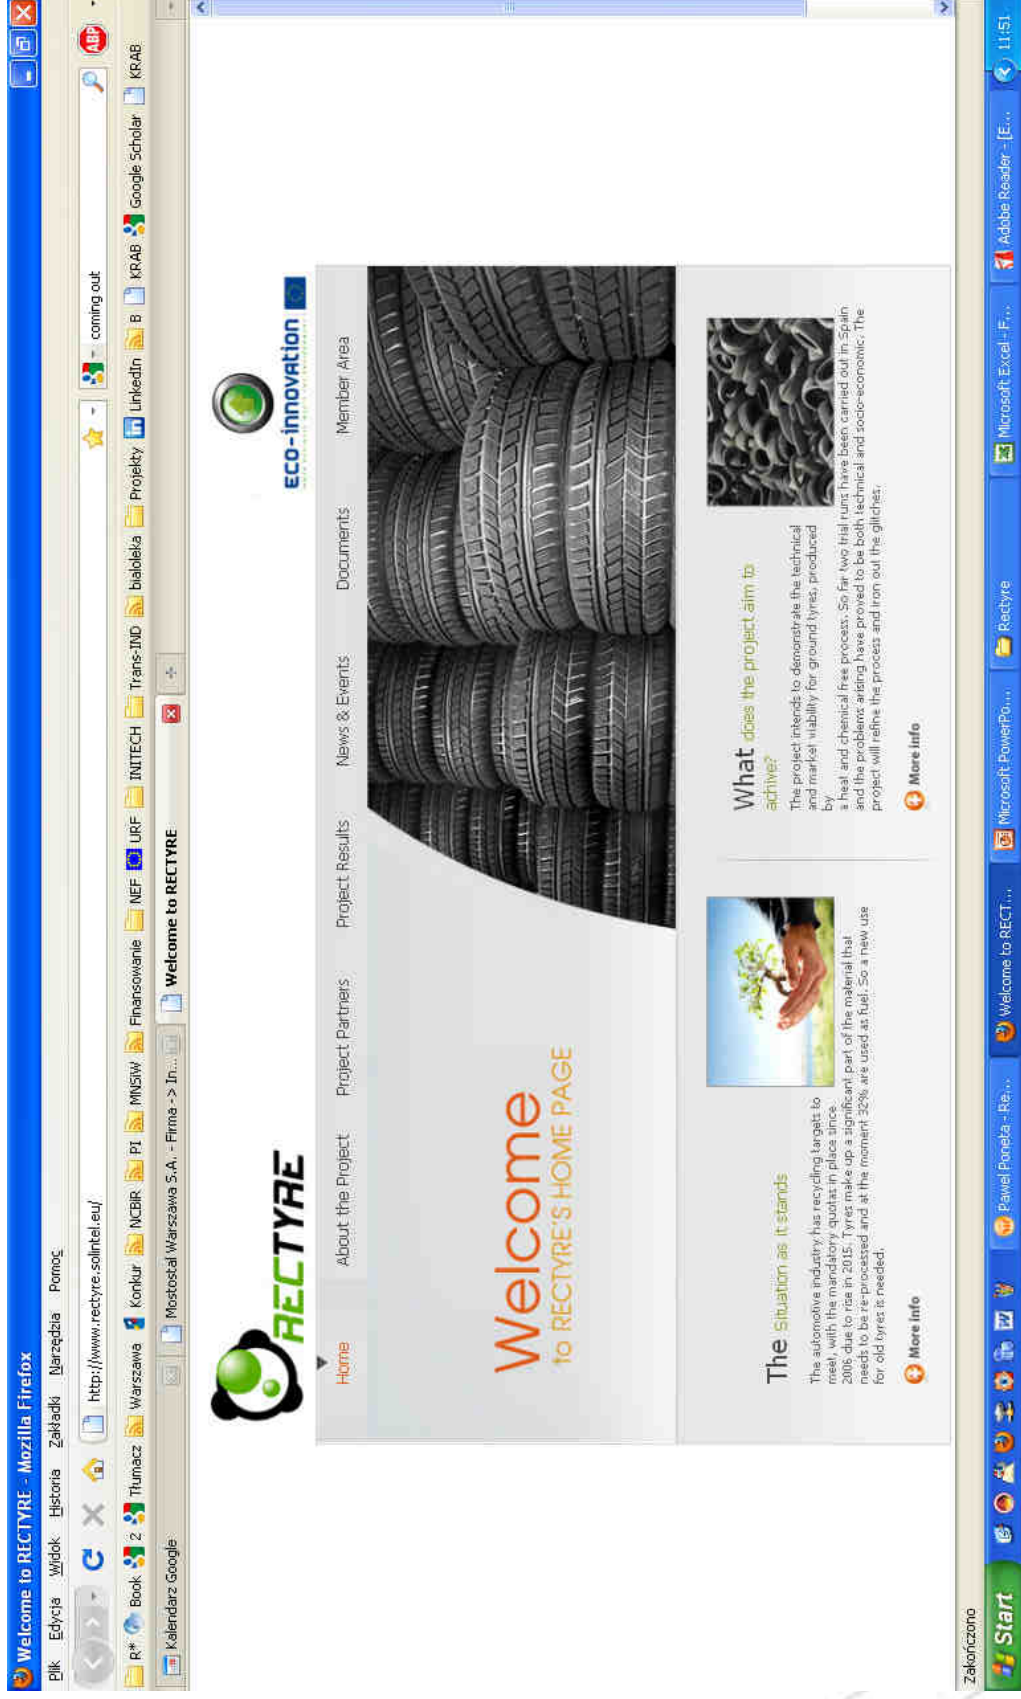 Welcome to RECTYRE - Mozilla Firefox
Plik Edycja Widok Historia Zakładki Narzędzia Pomoc
http://www.rectyre.solintel.eu/ coming out ABP
R* Book 2 Tłumacz Warszawa Konkur NCBiR PI MNSiW Finansowanie NEF URF INITECH Trans-IND bialoleka Projekty LinkedIn B KRAB Google Scholar KRAB
Kalendarz Google Mostostal Warszawa S.A. - Firma -> In... Welcome to RECTYRE
RECTYRE
ECO-INNOVATION
Home About the Project Project Partners Project Results News & Events Documents Member Area
Welcome
to RECTYRE'S HOME PAGE
The Situation as it stands
The automotive industry has recycling targets to
meet, with the mandatory quotas in place since
2006 due to rise in 2015. Tyres make up a significant part of the material that
needs to be re-processed and at the moment 32% are used as fuel. So a new use
for old tyres is needed.
More info
What does the project aim to
achive?
The project intends to demonstrate the technical
and market viability for ground tyres, produced
by
a heat and chemical free process. So far two trial runs have been carried out in Spain
and the problems arising have proved to be both technical and socio-economic. The
project will refine the process and iron out the glitches.
More info
Zakończono
Start Pawel Poneta - Re... Welcome to RECT... Microsoft PowerPo... Rectyre Microsoft Excel - F... Adobe Reader - [E... 11:51